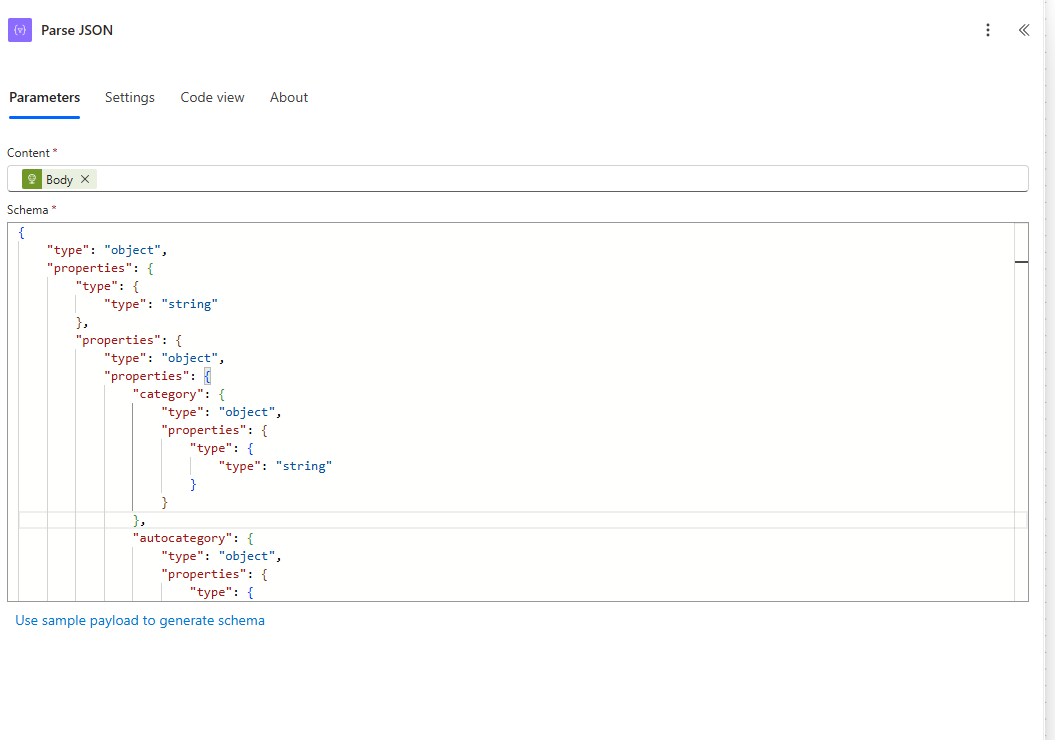 Parse JSON
Parameters Settings Code view About
Content *
Body
Schema *
{
"type": "object",
"properties": {
"type": {
"type": "string"
},
"properties": {
"type": "object",
"properties": {
"category": {
"type": "object",
"properties": {
"type": {
"type": "string"
}
}
},
"autocategory": {
"type": "object",
"properties": {
"type": {
Use sample payload to generate schema